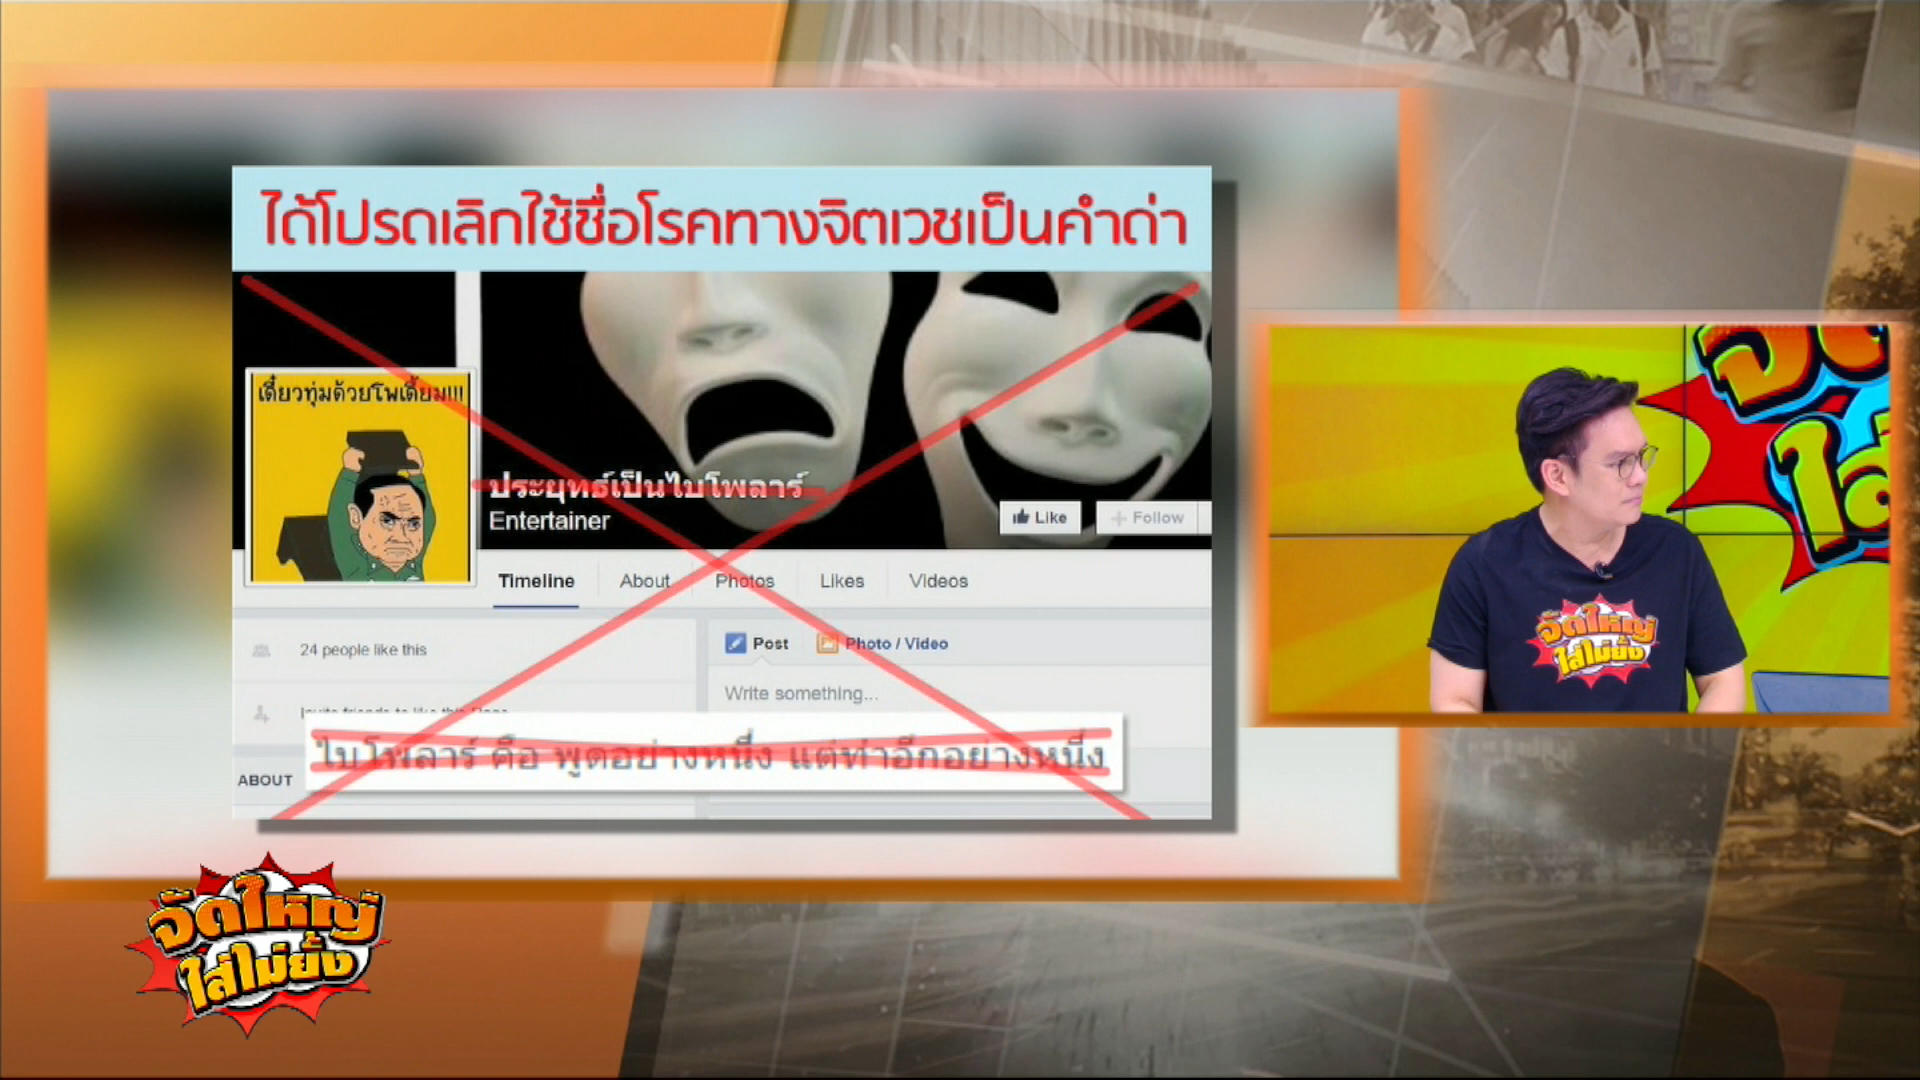 ได้โปรดเลิกใช้ชื่อโรคทางจิตเวชเป็นคำด่า
เดี๋ยวทุ่มด้วยโพเดี้ยม!!!
ประยุทธ์เป็นไบโพลาร์
Entertainer
Like
Follow
Timeline
About
Photos
Likes
Videos
24 people like this
Post
Photo / Video
Write something...
Invite friends to like this Page
ไบโพลาร์ คือ พูดอย่างหนึ่ง แต่ทำอีกอย่างหนึ่ง
ABOUT
จัดใหญ่
ใส่ไม่ยั้ง
จัดใหญ่
ใส่ไม่ยั้ง